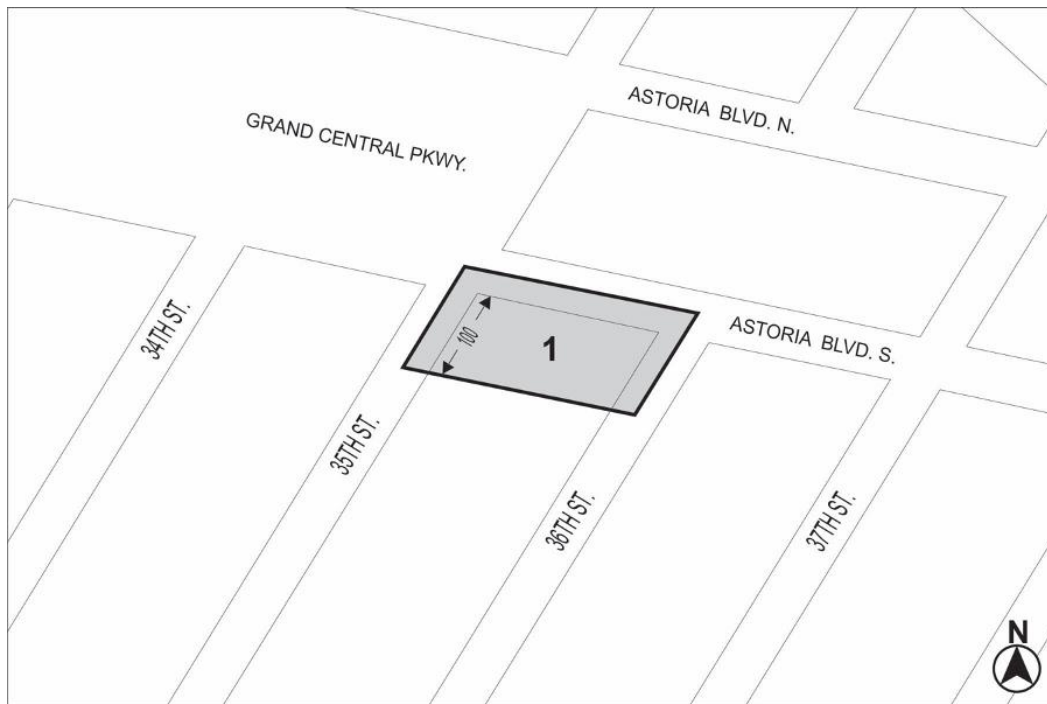 ASTORIA BLVD. N.
GRAND CENTRAL PKWY.
34TH ST.
100
1
ASTORIA BLVD. S.
35TH ST.
36TH ST.
37TH ST.
N